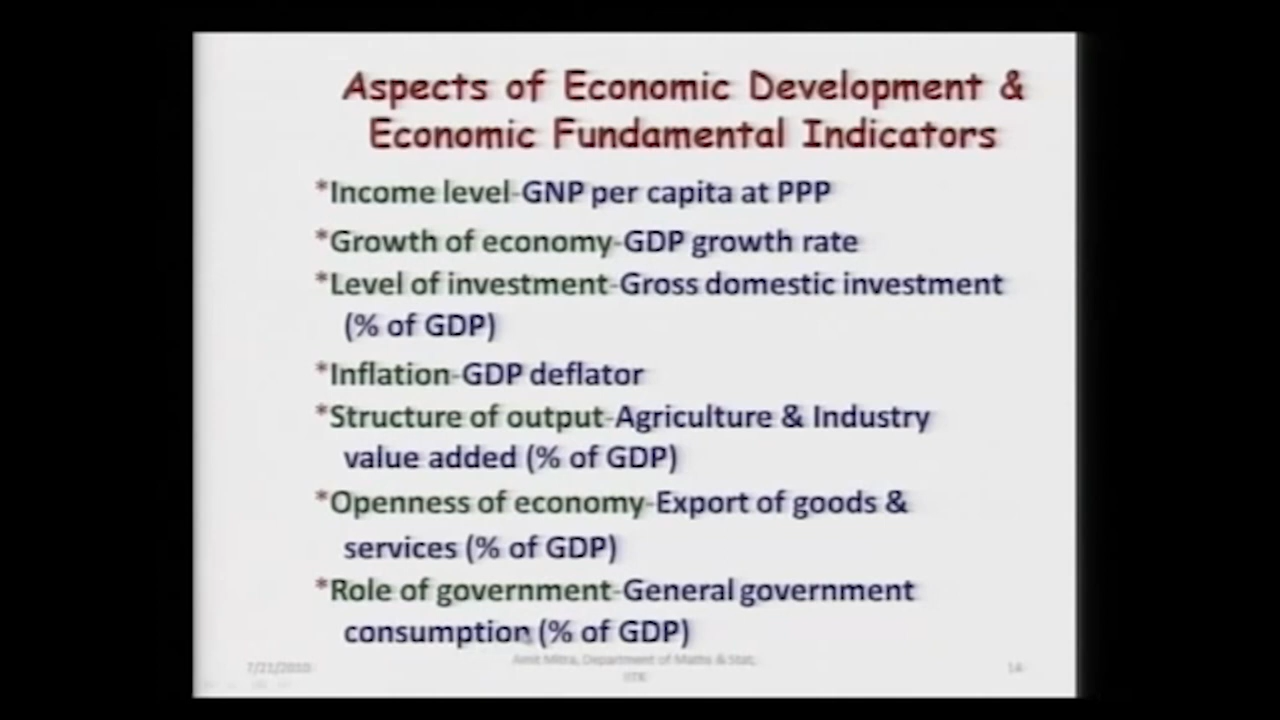 Aspects of Economic Development &
Economic Fundamental Indicators
*Income level-GNP per capita at PPP
*Growth of economy-GDP growth rate
*Level of investment-Gross domestic investment
(% of GDP)
*Inflation-GDP deflator
*Structure of output-Agriculture & Industry
value added (% of GDP)
*Openness of economy-Export of goods &
services (% of GDP)
*Role of government-General government
consumption (% of GDP)
7/21/2010
Amit Mitra, Department of Maths & Stat,
IITK
14